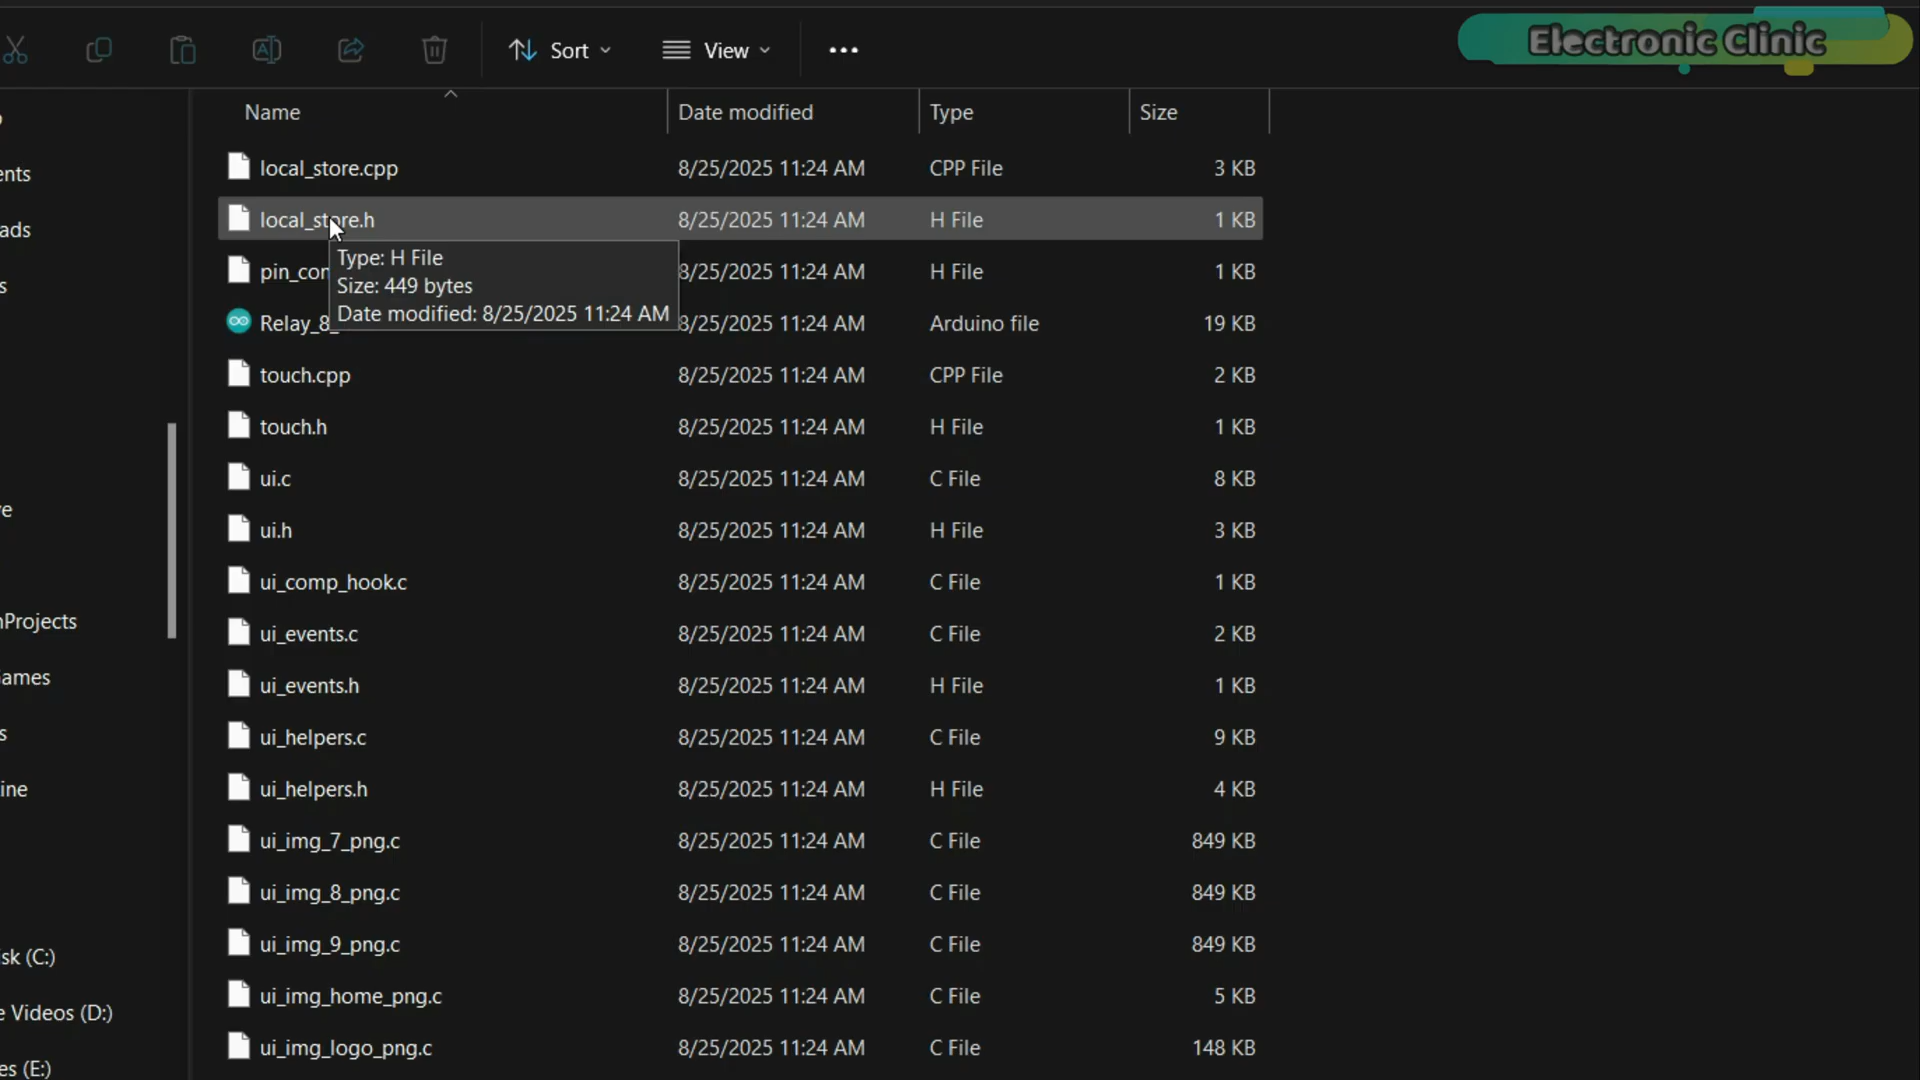 Sort
View
Electronic Clinic
Name
Date modified
Type
Size
local_store.cpp 8/25/2025 11:24 AM CPP File 3 KB
local_store.h 8/25/2025 11:24 AM H File 1 KB
Type: H File
Size: 449 bytes
Date modified: 8/25/2025 11:24 AM
pin_con 8/25/2025 11:24 AM H File 1 KB
Relay_8_ 8/25/2025 11:24 AM Arduino file 19 KB
touch.cpp 8/25/2025 11:24 AM CPP File 2 KB
touch.h 8/25/2025 11:24 AM H File 1 KB
ui.c 8/25/2025 11:24 AM C File 8 KB
ui.h 8/25/2025 11:24 AM H File 3 KB
ui_comp_hook.c 8/25/2025 11:24 AM C File 1 KB
ui_events.c 8/25/2025 11:24 AM C File 2 KB
ui_events.h 8/25/2025 11:24 AM H File 1 KB
ui_helpers.c 8/25/2025 11:24 AM C File 9 KB
ui_helpers.h 8/25/2025 11:24 AM H File 4 KB
ui_img_7_png.c 8/25/2025 11:24 AM C File 849 KB
ui_img_8_png.c 8/25/2025 11:24 AM C File 849 KB
ui_img_9_png.c 8/25/2025 11:24 AM C File 849 KB
ui_img_home_png.c 8/25/2025 11:24 AM C File 5 KB
ui_img_logo_png.c 8/25/2025 11:24 AM C File 148 KB
ents
ads
s
e
Projects
ames
s
ine
isk (C:)
e Videos (D:)
es (E:)